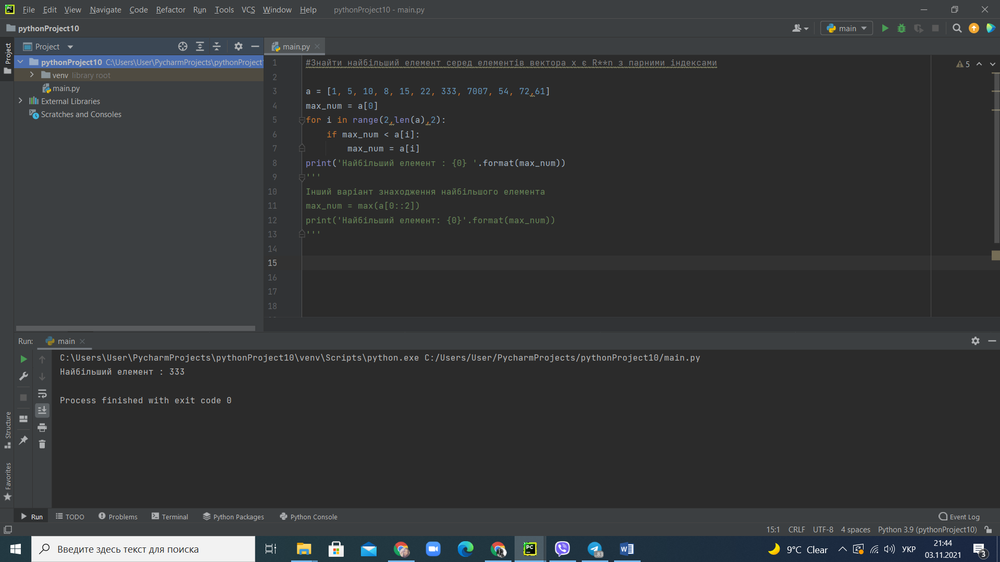 File Edit View Navigate Code Refactor Run Tools VCS Window Help pythonProject10 - main.py
pythonProject10
main
Project
Project
main.py
pythonProject10 C:\Users\User\PycharmProjects\pythonProject
venv library root
main.py
External Libraries
Scratches and Consoles
5
1 #Знайти найбільший елемент серед елементів вектора x є R**n з парними індексами
2
3 a = [1, 5, 10, 8, 15, 22, 333, 7007, 54, 72,61]
4 max_num = a[0]
5 for i in range(2,len(a),2):
6 if max_num < a[i]:
7 max_num = a[i]
8 print('Найбільший елемент : {0} '.format(max_num))
9 '''
10 Інший варіант знаходження найбільшого елемента
11 max_num = max(a[0::2])
12 print('Найбільший елемент: {0}'.format(max_num))
13 '''
14
15
16
17
18
Run: main
C:\Users\User\PycharmProjects\pythonProject10\venv\Scripts\python.exe C:/Users/User/PycharmProjects/pythonProject10/main.py
Найбільший елемент : 333
Process finished with exit code 0
Structure
Favorites
Run TODO Problems Terminal Python Packages Python Console Event Log
15:1 CRLF UTF-8 4 spaces Python 3.9 (pythonProject10)
Введите здесь текст для поиска
PC
PC
83
9°C Clear
УКР
21:44
03.11.2021
3